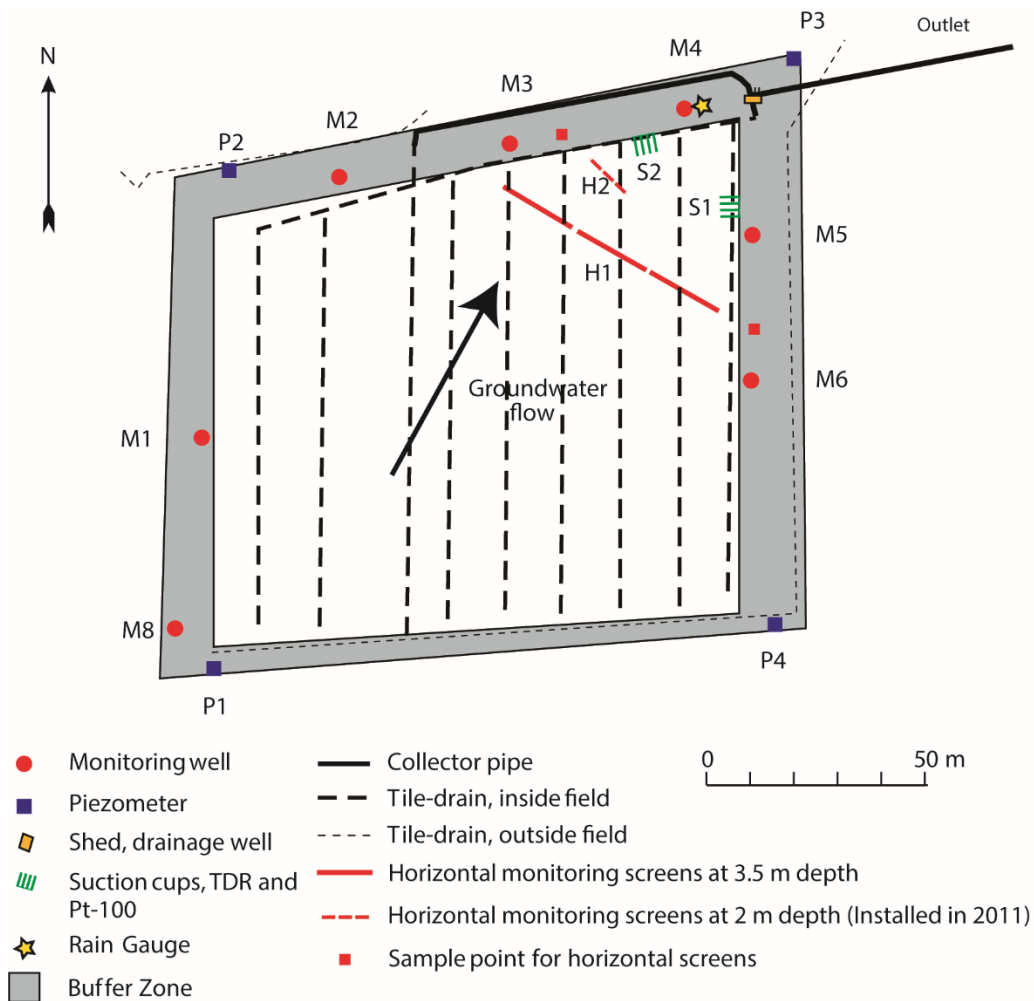 P3
Outlet
N
M4
M3
M2
P2
H2
S2
S1
M5
H1
M6
Groundwater
flow
M1
M8
P4
P1
Monitoring well
Piezometer
Shed, drainage well
Suction cups, TDR and
Pt-100
Rain Gauge
Buffer Zone
Collector pipe
Tile-drain, inside field
Tile-drain, outside field
Horizontal monitoring screens at 3.5 m depth
Horizontal monitoring screens at 2 m depth (Installed in 2011)
Sample point for horizontal screens
0 50 m